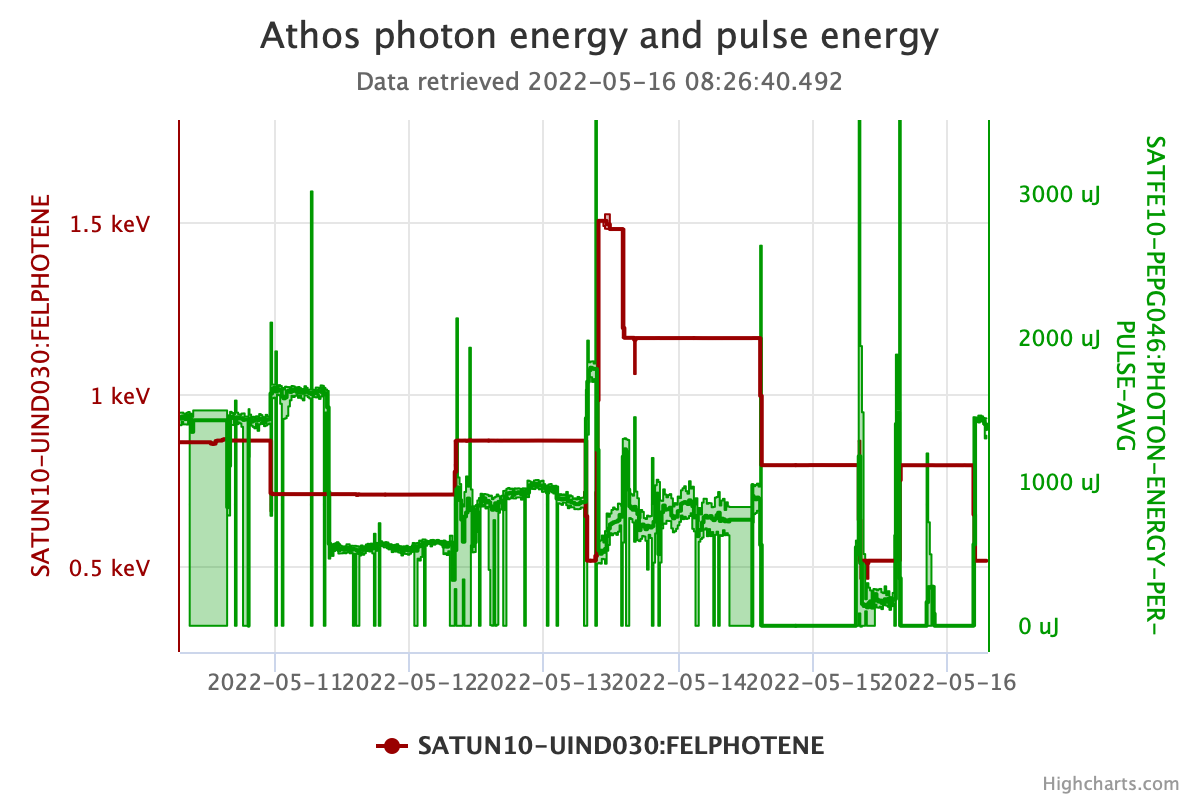 Athos photon energy and pulse energy
Data retrieved 2022-05-16 08:26:40.492
SATUN10-UIND030:FELPHOTENE
1.5 keV
1 keV
0.5 keV
3000 uJ
2000 uJ
1000 uJ
0 uJ
SATFE10-PEPG046:PHOTON-ENERGY-PER-
PULSE-AVG
2022-05-11
2022-05-12
2022-05-13
2022-05-14
2022-05-15
2022-05-16
SATUN10-UIND030:FELPHOTENE
Highcharts.com